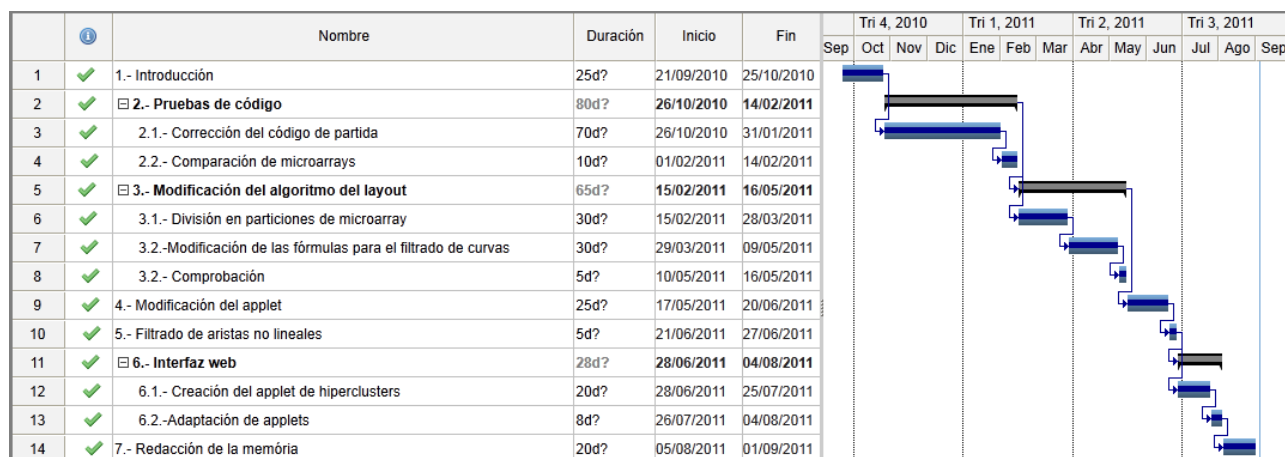 Nombre Duración Inicio Fin Tri 4, 2010 Tri 1, 2011 Tri 2, 2011 Tri 3, 2011
Sep Oct Nov Dic Ene Feb Mar Abr May Jun Jul Ago Sep
1 1.- Introducción 25d? 21/09/2010 25/10/2010
2 2.- Pruebas de código 80d? 26/10/2010 14/02/2011
3 2.1.- Corrección del código de partida 70d? 26/10/2010 31/01/2011
4 2.2.- Comparación de microarrays 10d? 01/02/2011 14/02/2011
5 3.- Modificación del algoritmo del layout 65d? 15/02/2011 16/05/2011
6 3.1.- División en particiones de microarray 30d? 15/02/2011 28/03/2011
7 3.2.-Modificación de las fórmulas para el filtrado de curvas 30d? 29/03/2011 09/05/2011
8 3.2.- Comprobación 5d? 10/05/2011 16/05/2011
9 4.- Modificación del applet 25d? 17/05/2011 20/06/2011
10 5.- Filtrado de aristas no lineales 5d? 21/06/2011 27/06/2011
11 6.- Interfaz web 28d? 28/06/2011 04/08/2011
12 6.1.- Creación del applet de hiperclusters 20d? 28/06/2011 25/07/2011
13 6.2.-Adaptación de applets 8d? 26/07/2011 04/08/2011
14 7.- Redacción de la memória 20d? 05/08/2011 01/09/2011